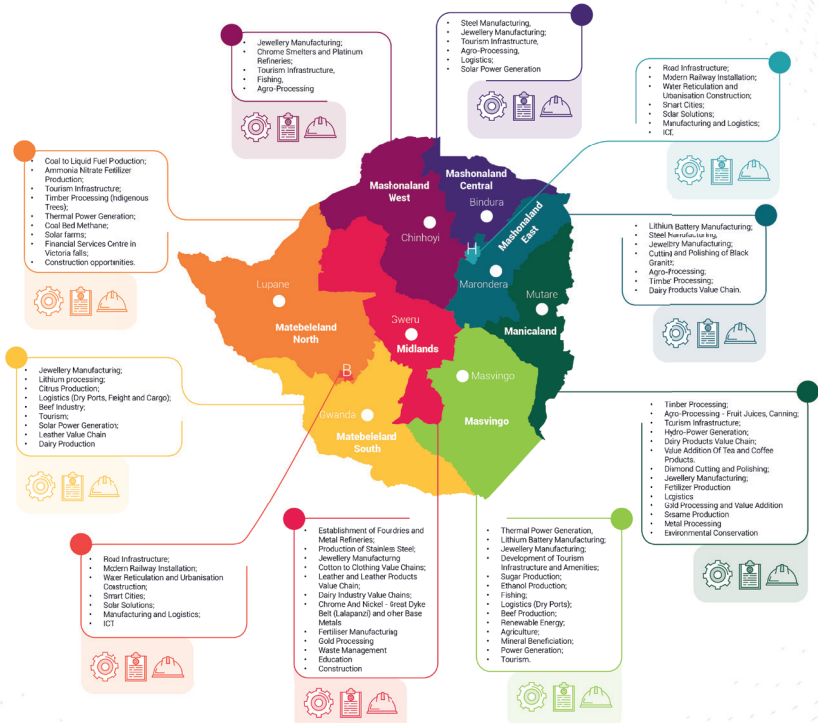 Jewellery Manufacturing;
Chrome Smelters and Platinum
Refineries;
Tourism Infrastructure,
Fishing,
Agro-Processing
Steel Manufacturing,
Jewellery Manufacturing;
Tourism Infrastructure,
Agro-Processing,
Logistics;
Solar Power Generation
Road Infrastructure;
Modern Railway Installation;
Water Reticulation and
Urbanisation Construction;
Smart Cities;
Solar Solutions;
Manufacturing and Logistics;
ICT.
Coal to Liquid Fuel Poduction;
Ammonia Nitrate Fertilizer
Production;
Tourism Infrastructure;
Timber Processing (Indigenous
Trees);
Thermal Power Generation;
Coal Bed Methane;
Solar farms;
Financial Services Centre in
Victoria falls;
Construction opportunities.
Lithium Battery Manufacturing;
Steel Manufacturing,
Jewellery Manufacturing;
Cutting and Polishing of Black
Granite;
Agro-Processing;
Timber Processing;
Dairy Products Value Chain.
Mashonaland
West
Mashonaland
Central
Bindura
Mashonaland
East
Chinhoyi
H
Marondera
Lupane
Mutare
Gweru
Manicaland
Matebeleland
North
Midlands
B
Masvingo
Gwanda
Masvingo
Matebeleland
South
Jewellery Manufacturing;
Lithium processing;
Citrus Production;
Logistics (Dry Ports, Freight and Cargo);
Beef Industry;
Tourism;
Solar Power Generation;
Leather Value Chain
Dairy Production
Timber Processing;
Agro-Processing - Fruit Juices, Canning;
Tourism Infrastructure;
Hydro-Power Generation;
Dairy Products Value Chain;
Value Addition Of Tea and Coffee
Products.
Diamond Cutting and Polishing;
Jewellery Manufacturing;
Fetilizer Production
Logistics
Gold Processing and Value Addition
Sesame Production
Metal Processing
Environmental Conservation
Road Infrastructure;
Modern Railway Installation;
Water Reticulation and Urbanisation
Construction;
Smart Cities;
Solar Solutions;
Manufacturing and Logistics;
ICT
Establishment of Foundries and
Metal Refineries;
Production of Stainless Steel;
Jewellery Manufacturing
Cotton to Clothing Value Chains;
Leather and Leather Products
Value Chain;
Dairy Industry Value Chains;
Chrome And Nickel - Great Dyke
Belt (Lalapanzi) and other Base
Metals
Fertiliser Manufacturing
Gold Processing
Waste Management
Education
Construction
Thermal Power Generation,
Lithium Battery Manufacturing;
Jewellery Manufacturing;
Development of Tourism
Infrastructure and Amenities;
Sugar Production;
Ethanol Production;
Fishing;
Logistics (Dry Ports);
Beef Production;
Renewable Energy;
Agriculture;
Mineral Beneficiation;
Power Generation;
Tourism.